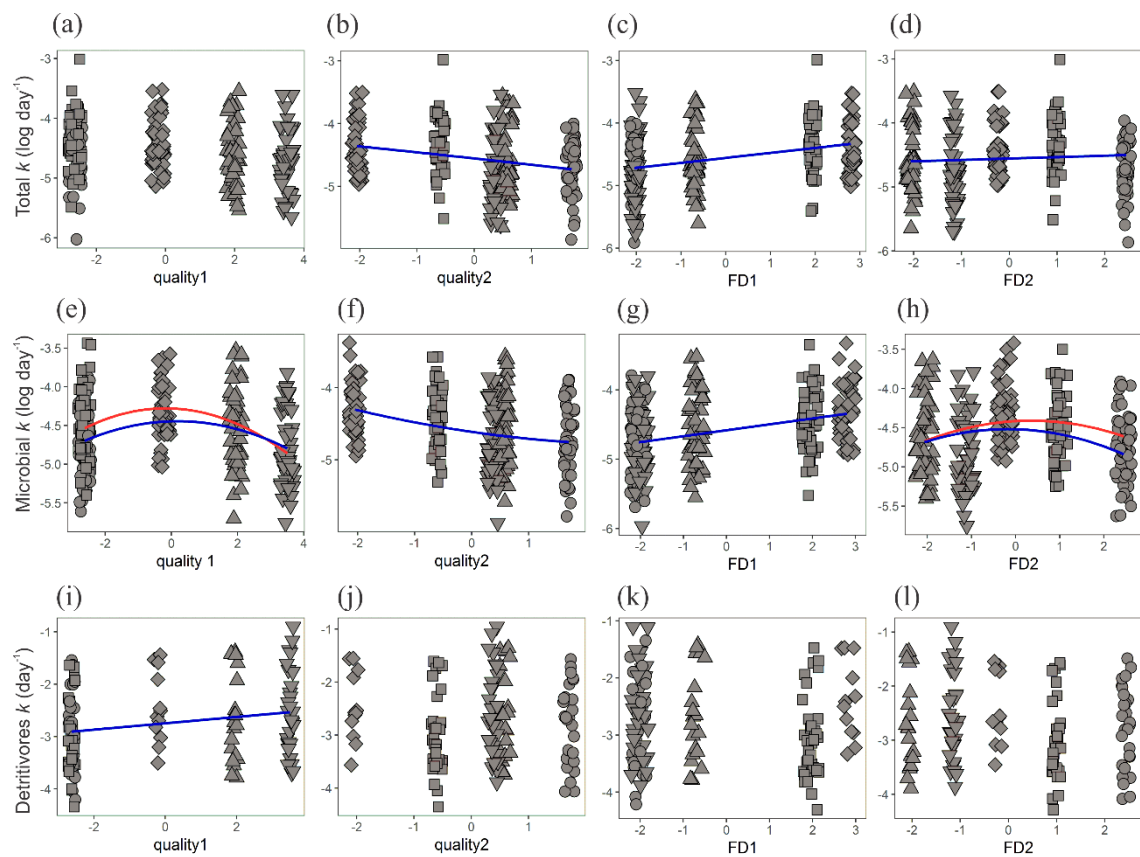 (a) (b) (c) (d)
Total k (log day⁻¹)
-3 -4 -5 -6
-2 0 2 4
quality1
-3 -4 -5
-2 -1 0 1
quality2
-3 -4 -5 -6
-2 -1 0 1 2 3
FD1
-3 -4 -5 -6
-2 -1 0 1 2
FD2
(e) (f) (g) (h)
Microbial k (log day⁻¹)
-3.5 -4.0 -4.5 -5.0 -5.5
-2 0 2 4
quality 1
-4 -5
-2 -1 0 1
quality2
-4 -5 -6
-2 -1 0 1 2 3
FD1
-3.5 -4.0 -4.5 -5.0 -5.5
-2 -1 0 1 2
FD2
(i) (j) (k) (l)
Detritivores k (day⁻¹)
-1 -2 -3 -4
-2 0 2 4
quality1
-1 -2 -3 -4
-2 -1 0 1
quality2
-1 -2 -3 -4
-2 -1 0 1 2 3
FD1
-1 -2 -3 -4
-2 -1 0 1 2
FD2